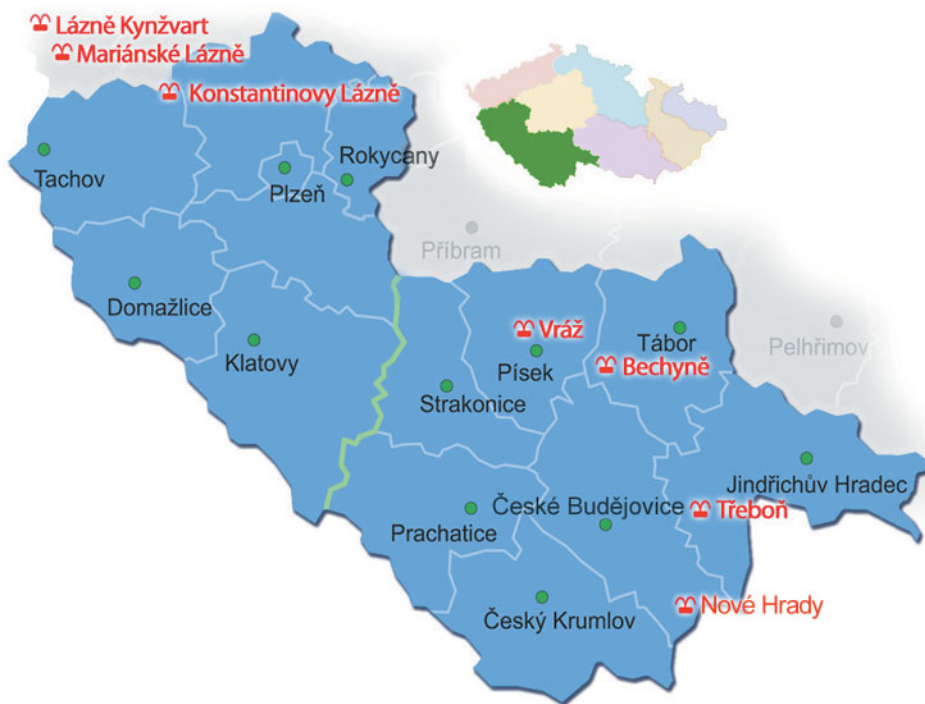 Lázně Kynžvart
Mariánské Lázně
Konstantinovy Lázně
Rokycany
Tachov
Plzeň
Příbram
Domažlice
Vráž
Tábor
Pelhřimov
Klatovy
Písek
Bechyně
Strakonice
Jindřichův Hradec
České Budějovice
Třeboň
Prachatice
Nové Hrady
Český Krumlov